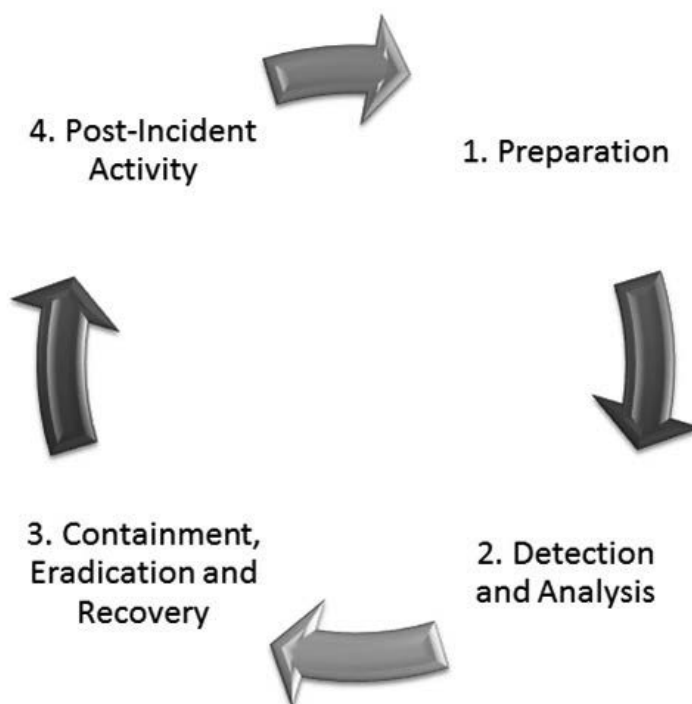 4. Post-Incident
Activity
1. Preparation
3. Containment,
Eradication and
Recovery
2. Detection
and Analysis